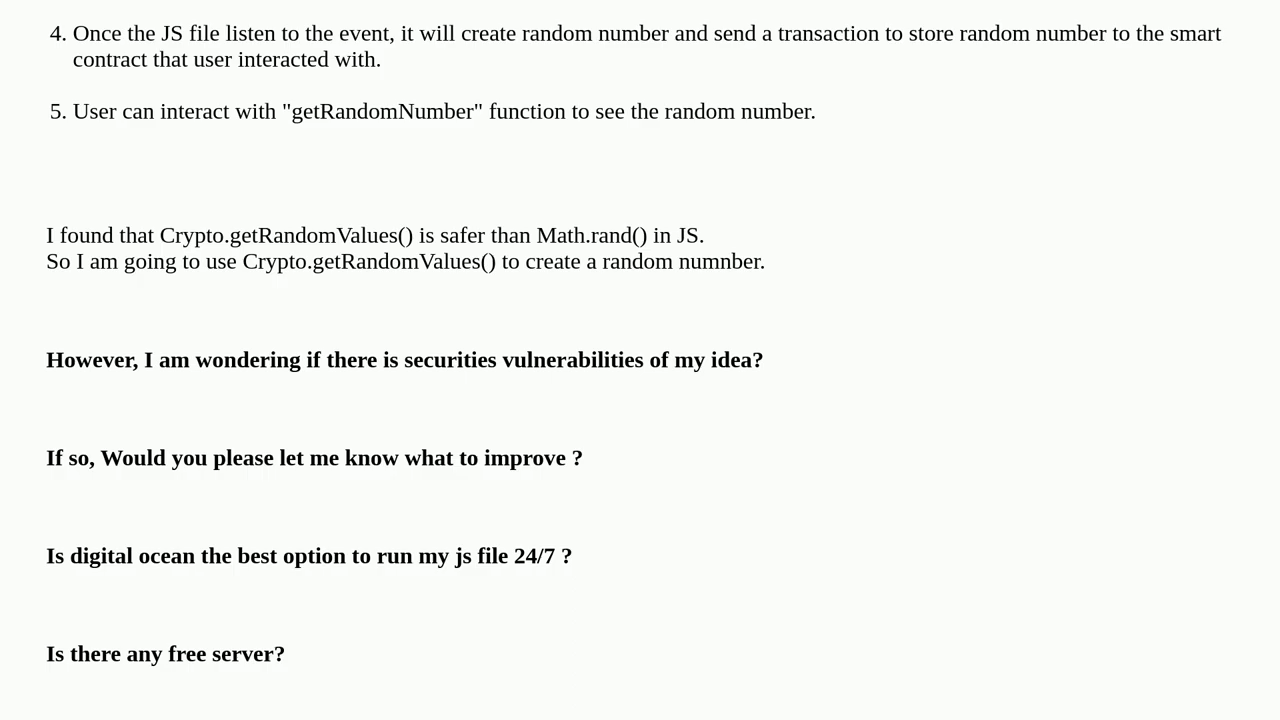 4. Once the JS file listen to the event, it will create random number and send a transaction to store random number to the smart
contract that user interacted with.
5. User can interact with "getRandomNumber" function to see the random number.
I found that Crypto.getRandomValues() is safer than Math.rand() in JS.
So I am going to use Crypto.getRandomValues() to create a random numnber.
However, I am wondering if there is securities vulnerabilities of my idea?
If so, Would you please let me know what to improve ?
Is digital ocean the best option to run my js file 24/7 ?
Is there any free server?